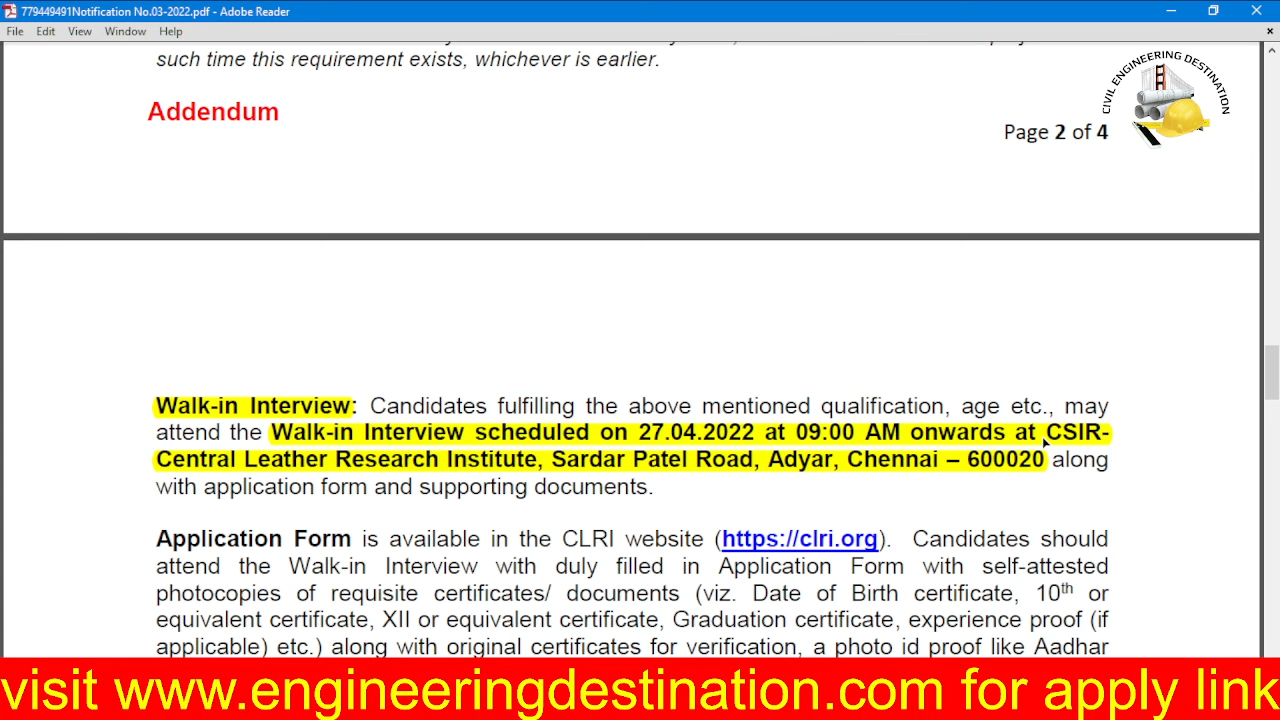 779449491Notification No.03-2022.pdf - Adobe Reader
File Edit View Window Help
such time this requirement exists, whichever is earlier.
CIVIL ENGINEERING DESTINATION
Addendum
Page 2 of 4
Walk-in Interview: Candidates fulfilling the above mentioned qualification, age etc., may
attend the Walk-in Interview scheduled on 27.04.2022 at 09:00 AM onwards at CSIR-
Central Leather Research Institute, Sardar Patel Road, Adyar, Chennai – 600020 along
with application form and supporting documents.
Application Form is available in the CLRI website (https://clri.org). Candidates should
attend the Walk-in Interview with duly filled in Application Form with self-attested
photocopies of requisite certificates/ documents (viz. Date of Birth certificate, 10th or
equivalent certificate, XII or equivalent certificate, Graduation certificate, experience proof (if
applicable) etc.) along with original certificates for verification, a photo id proof like Aadhar
visit www.engineeringdestination.com for apply link